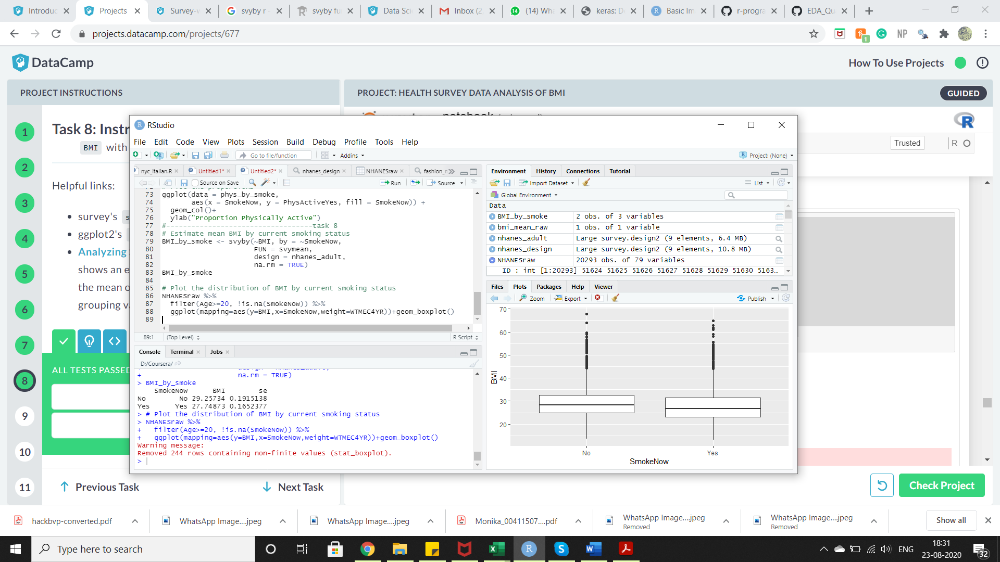 Introduc
Projects
Survey-w
svyby r -
svyby fu
Data Sci
Inbox (2
(14) Wha
keras: D
Basic Im
r-progra
EDA_Qu
projects.datacamp.com/projects/677
NP
1
DataCamp
How To Use Projects
PROJECT INSTRUCTIONS
PROJECT: HEALTH SURVEY DATA ANALYSIS OF BMI
GUIDED
Task 8: Instr
BMI with
Helpful links:
survey's s
ggplot2's
Analyzing
shows an e
the mean o
grouping v
1
2
3
4
5
6
7
8
9
10
11
ALL TESTS PASSED
Previous Task
Next Task
Trusted
R
Check Project
RStudio
File Edit Code View Plots Session Build Debug Profile Tools Help
Go to file/function
Addins
Project: (None)
nyc_italian.R
Untitled1*
Untitled2*
nhanes_design
NHANESraw
fashion_m
Source on Save
Run
Source
73 ggplot(data = phys_by_smoke,
74 aes(x = SmokeNow, y = PhysActiveYes, fill = SmokeNow)) +
75 geom_col()+
76 ylab("Proportion Physically Active")
77 #-----------------------------------task 8
78 # Estimate mean BMI by current smoking status
79 BMI_by_smoke <- svyby(~BMI, by = ~SmokeNow,
80 FUN = svymean,
81 design = nhanes_adult,
82 na.rm = TRUE)
83 BMI_by_smoke
84
85 # Plot the distribution of BMI by current smoking status
86 NHANESraw %>%
87 filter(Age>=20, !is.na(SmokeNow)) %>%
88 ggplot(mapping=aes(y=BMI,x=SmokeNow,weight=WTMEC4YR))+geom_boxplot()
89
89:1 (Top Level) R Script
Console Terminal Jobs
D:/Coursera/
+ na.rm = TRUE)
> BMI_by_smoke
SmokeNow BMI se
No No 29.25734 0.1915138
Yes Yes 27.74873 0.1652377
> # Plot the distribution of BMI by current smoking status
> NHANESraw %>%
+ filter(Age>=20, !is.na(SmokeNow)) %>%
+ ggplot(mapping=aes(y=BMI,x=SmokeNow,weight=WTMEC4YR))+geom_boxplot()
Warning message:
Removed 244 rows containing non-finite values (stat_boxplot).
>
Environment History Connections Tutorial
Import Dataset
List
Global Environment
Data
BMI_by_smoke 2 obs. of 3 variables
bmi_mean_raw 1 obs. of 1 variable
nhanes_adult Large survey.design2 (9 elements, 6.4 MB)
nhanes_design Large survey.design2 (9 elements, 10.8 MB)
NHANESraw 20293 obs. of 79 variables
ID : int [1:20293] 51624 51625 51626 51627 51628 51629 51630 5163...
Files Plots Packages Help Viewer
Zoom Export Publish
70
60
50
40
30
20
BMI
No Yes
SmokeNow
hackbvp-converted.pdf
WhatsApp Image....jpeg
WhatsApp Image....jpeg
Monika_00411507....pdf
WhatsApp Image....jpeg
Removed
WhatsApp Image....jpeg
Removed
Show all
Type here to search
ENG
18:31
23-08-2020
32